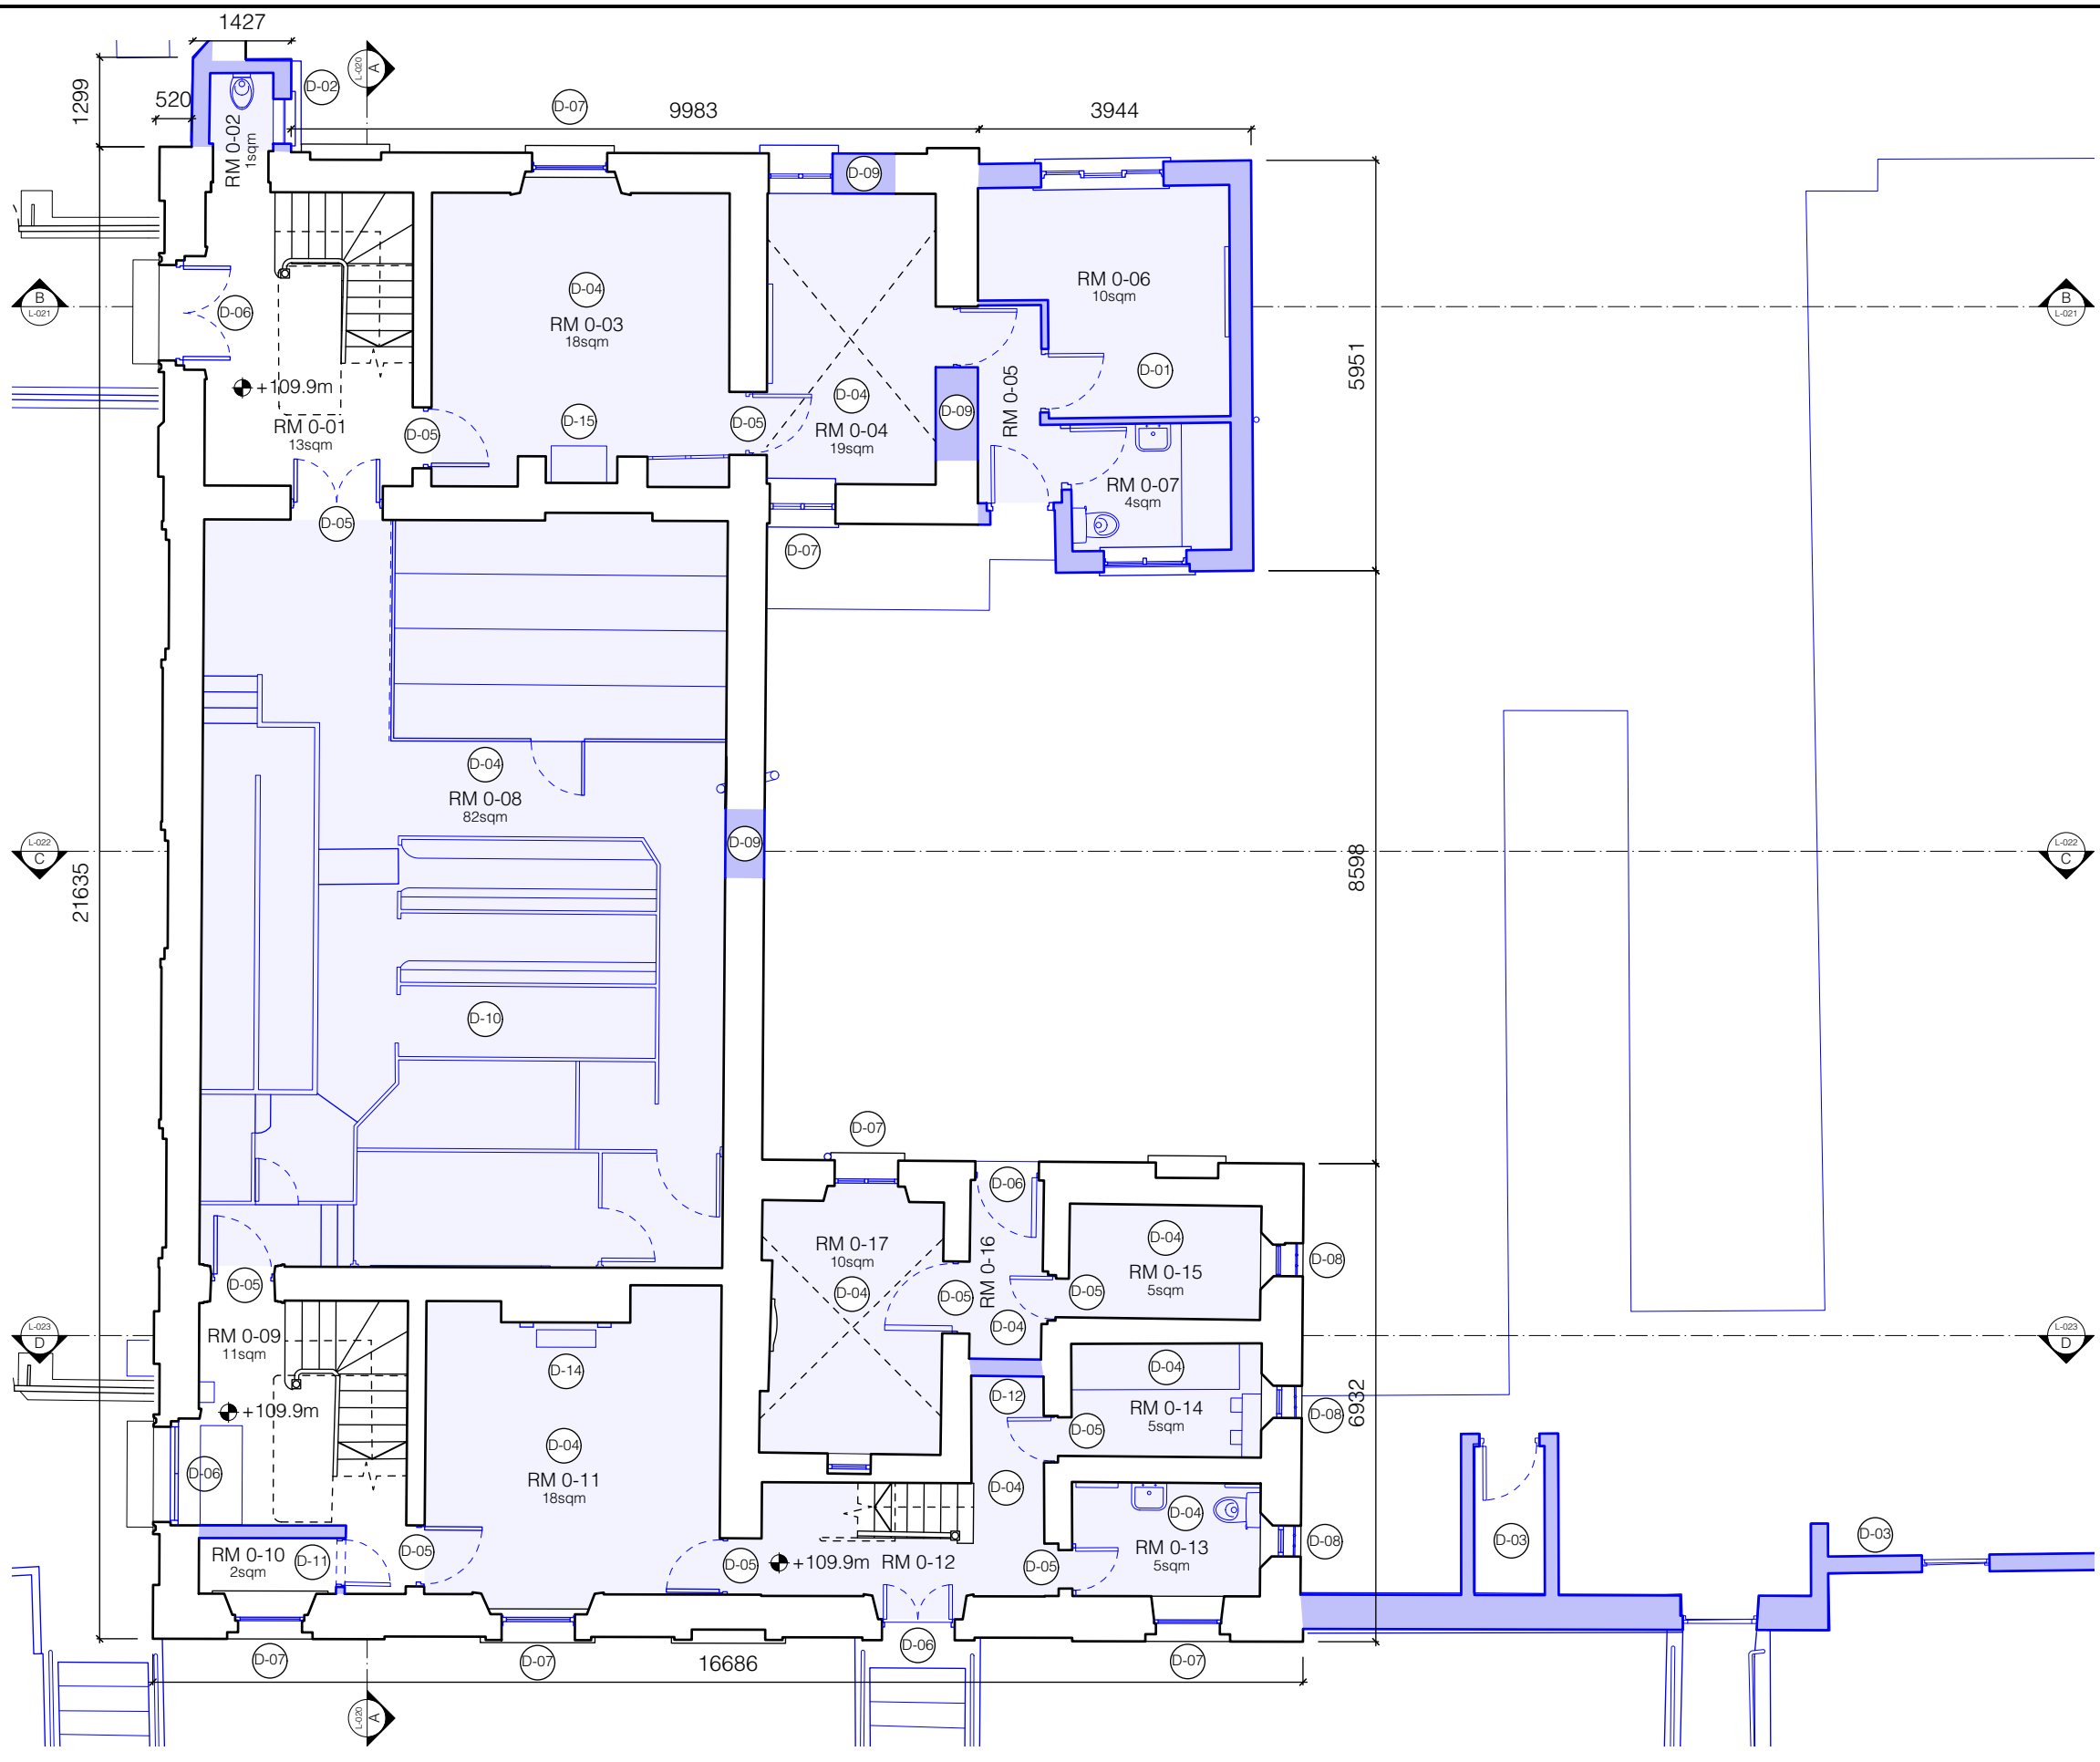 1427
L-020
A
D-02
1299
520
D-07
9983
3944
RM 0-02
1sqm
D-09
RM 0-06
10sqm
B
L-021
D-06
D-04
RM 0-03
18sqm
B
L-021
+109.9m
5951
D-01
D-04
D-09
RM 0-05
RM 0-01
13sqm
D-05
D-15
D-05
RM 0-04
19sqm
RM 0-07
4sqm
D-05
D-07
D-04
RM 0-08
82sqm
L-022
C
D-09
8598
L-022
C
21635
D-10
D-07
D-06
RM 0-17
10sqm
D-04
RM 0-16
D-04
RM 0-15
5sqm
D-08
D-05
D-05
D-05
L-023
D
RM 0-09
11sqm
D-04
L-023
D
D-14
D-04
D-12
RM 0-14
5sqm
D-08
6932
+109.9m
D-05
D-04
RM 0-11
18sqm
D-06
D-04
D-04
RM 0-13
5sqm
D-08
D-03
D-03
RM 0-10
2sqm
D-11
D-05
D-05
+109.9m
RM 0-12
D-05
D-07
D-07
16686
D-06
D-07
L-020
A